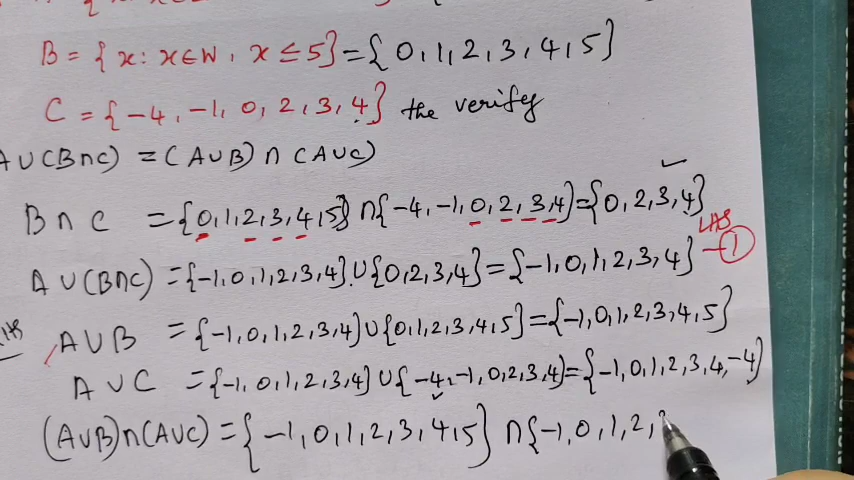 B = { x: x∈W, x ≤ 5} = { 0, 1, 2, 3, 4, 5}
C = {-4, -1, 0, 2, 3, 4} the verify
A∪(B∩C) = (A∪B) ∩ (A∪C)
B ∩ C = {0, 1, 2, 3, 4, 5} ∩ {-4, -1, 0, 2, 3, 4} = {0, 2, 3, 4}
A ∪ (B∩C) = {-1, 0, 1, 2, 3, 4} ∪ {0, 2, 3, 4} = {-1, 0, 1, 2, 3, 4} — ① LHS
A ∪ B = {-1, 0, 1, 2, 3, 4} ∪ {0, 1, 2, 3, 4, 5} = {-1, 0, 1, 2, 3, 4, 5}
A ∪ C = {-1, 0, 1, 2, 3, 4} ∪ {-4, -1, 0, 2, 3, 4} = {-1, 0, 1, 2, 3, 4, -4}
(A∪B)∩(A∪C) = {-1, 0, 1, 2, 3, 4, 5} ∩ {-1, 0, 1, 2,